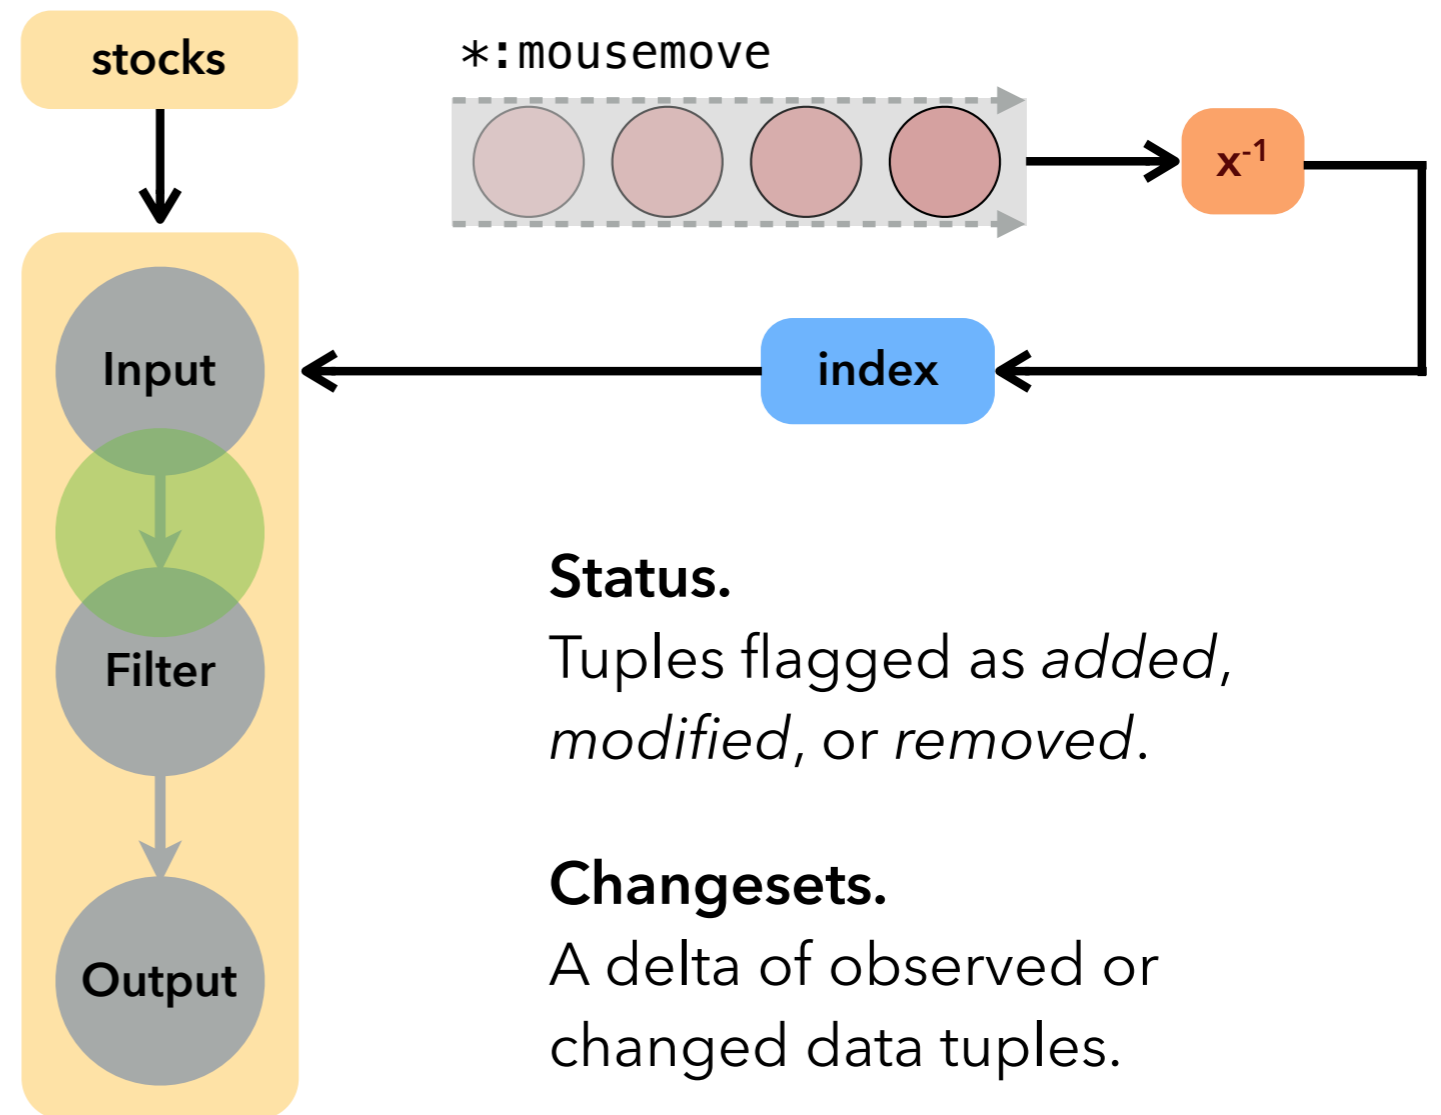 stocks
*:mousemove
x⁻¹
Input
index
Filter
Output
Status.
Tuples flagged as added,
modified, or removed.
Changesets.
A delta of observed or
changed data tuples.